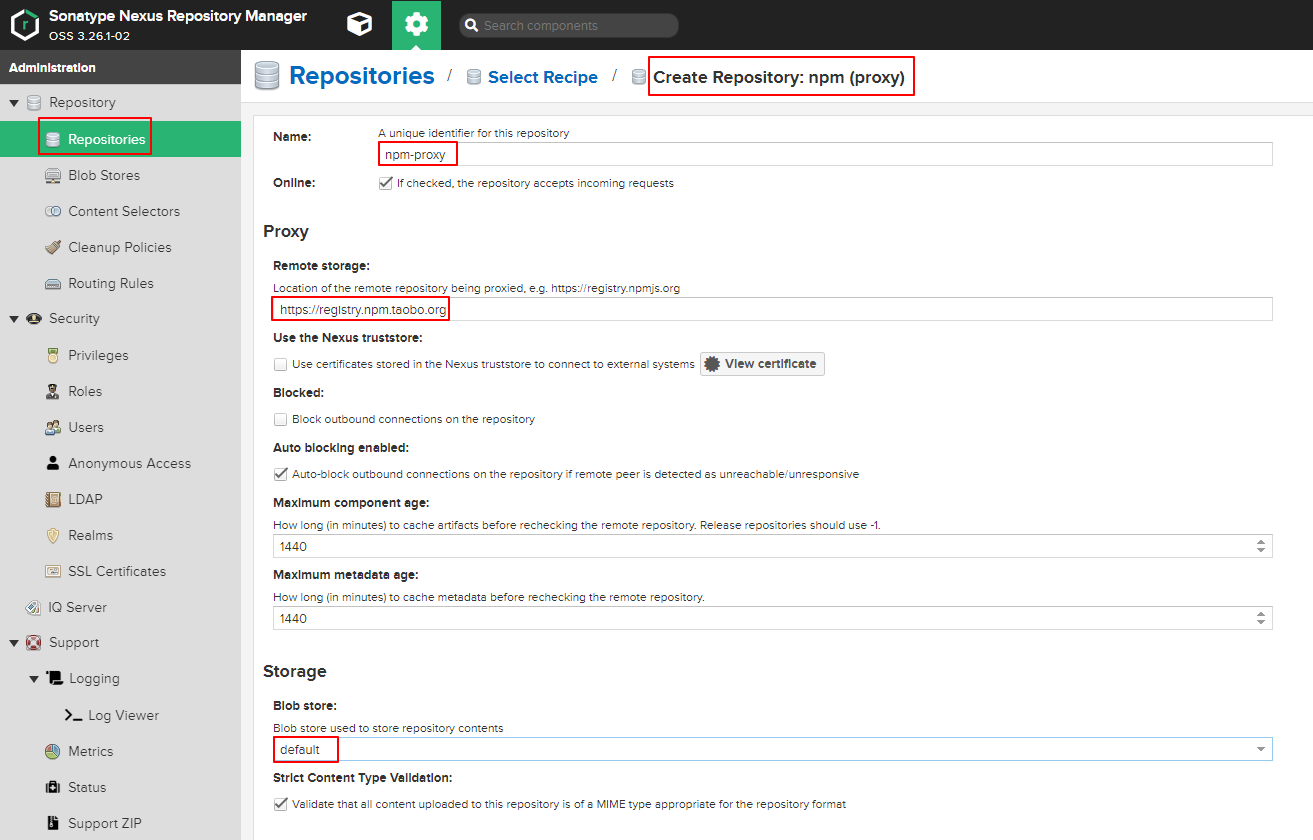 Sonatype Nexus Repository Manager
OSS 3.26.1-02
Search components
Administration
Repository
Repositories
Blob Stores
Content Selectors
Cleanup Policies
Routing Rules
Security
Privileges
Roles
Users
Anonymous Access
LDAP
Realms
SSL Certificates
IQ Server
Support
Logging
Log Viewer
Metrics
Status
Support ZIP
Repositories / Select Recipe / Create Repository: npm (proxy)
Name:
A unique identifier for this repository
npm-proxy
Online:
If checked, the repository accepts incoming requests
Proxy
Remote storage:
Location of the remote repository being proxied, e.g. https://registry.npmjs.org
https://registry.npm.taobo.org
Use the Nexus truststore:
Use certificates stored in the Nexus truststore to connect to external systems View certificate
Blocked:
Block outbound connections on the repository
Auto blocking enabled:
Auto-block outbound connections on the repository if remote peer is detected as unreachable/unresponsive
Maximum component age:
How long (in minutes) to cache artifacts before rechecking the remote repository. Release repositories should use -1.
1440
Maximum metadata age:
How long (in minutes) to cache metadata before rechecking the remote repository.
1440
Storage
Blob store:
Blob store used to store repository contents
default
Strict Content Type Validation:
Validate that all content uploaded to this repository is of a MIME type appropriate for the repository format